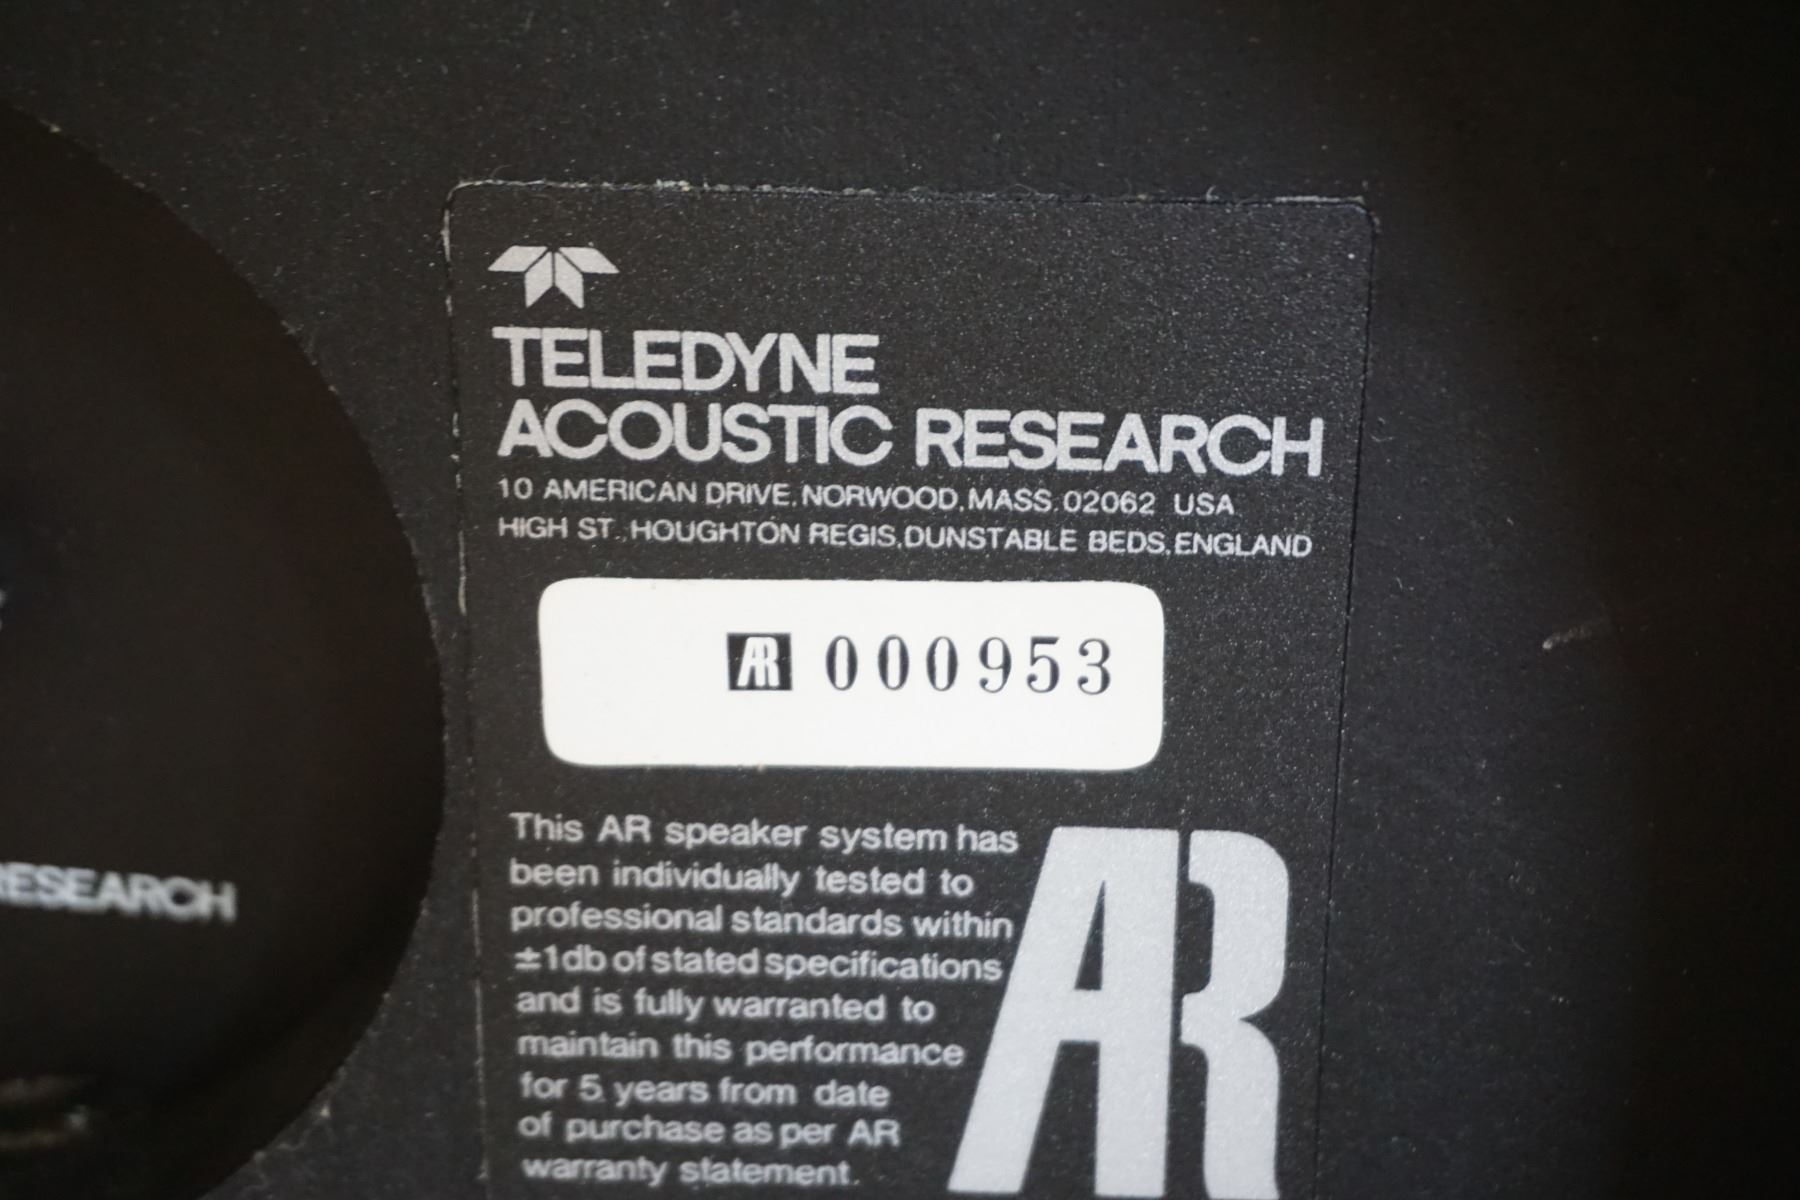 TELEDYNE
ACOUSTIC RESEARCH
10 AMERICAN DRIVE, NORWOOD, MASS. 02062 USA
HIGH ST., HOUGHTON REGIS, DUNSTABLE BEDS, ENGLAND
AR 000953
This AR speaker system has
been individually tested to
professional standards within
±1db of stated specifications
and is fully warranted to
maintain this performance
for 5 years from date
of purchase as per AR
warranty statement.
AR
RESEARCH